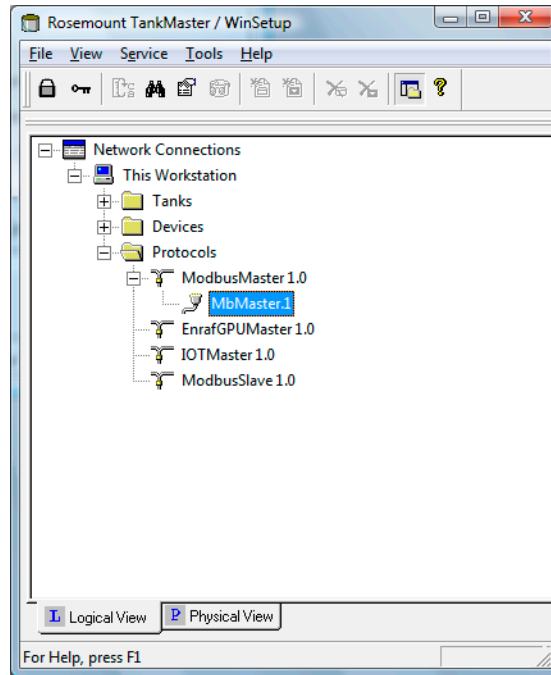 Rosemount TankMaster / WinSetup
File View Service Tools Help
Network Connections
This Workstation
Tanks
Devices
Protocols
ModbusMaster 1.0
MbMaster.1
EnrafGPUMaster 1.0
IOTMaster 1.0
ModbusSlave 1.0
L Logical View P Physical View
For Help, press F1